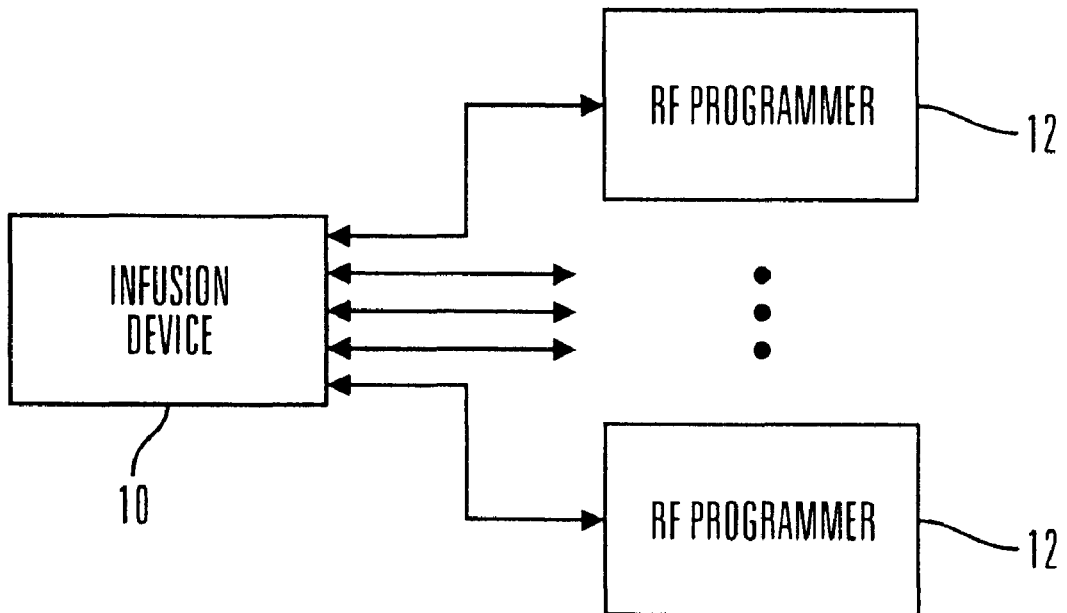 RF PROGRAMMER
12
INFUSION
DEVICE
10
RF PROGRAMMER
12